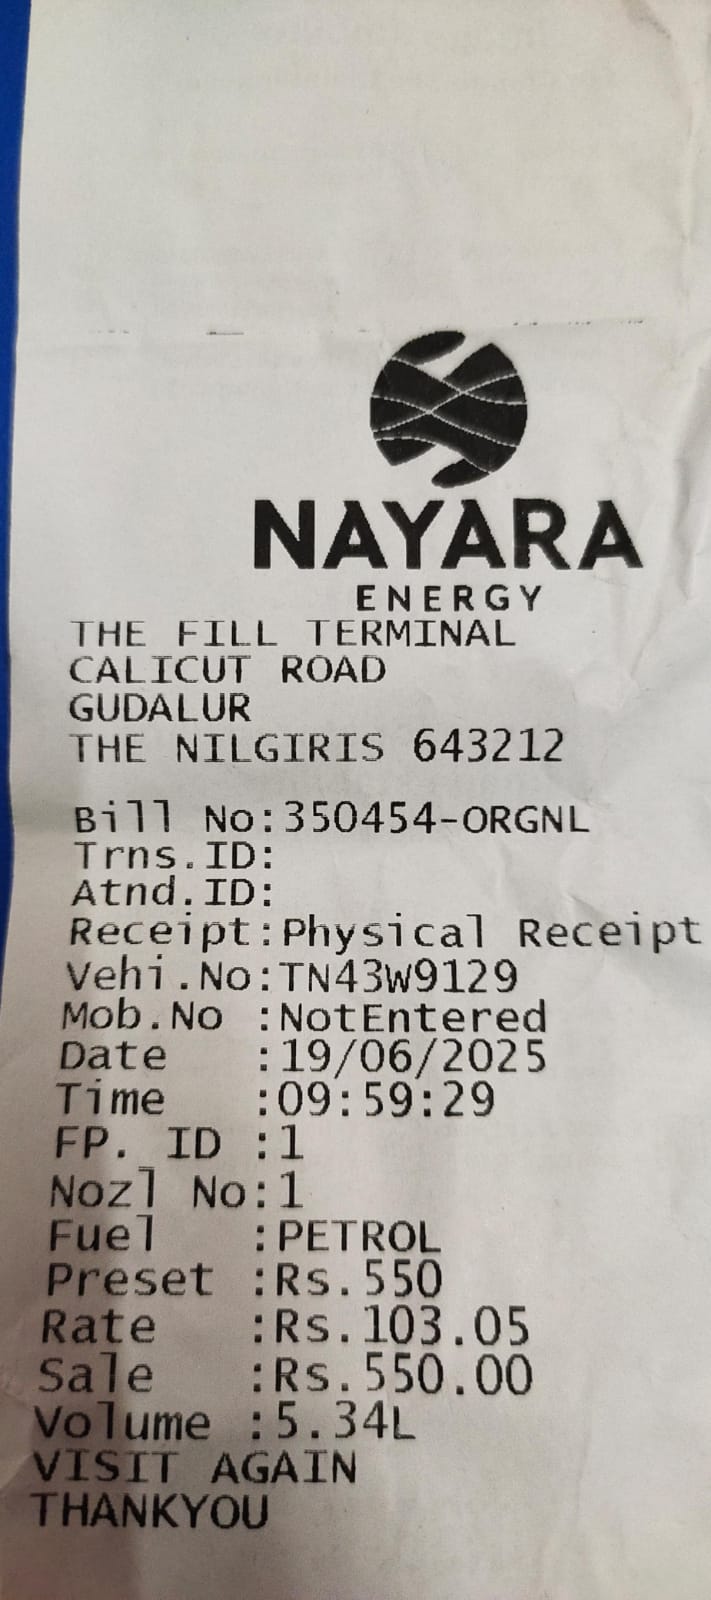 NAYARA
ENERGY
THE FILL TERMINAL
CALICUT ROAD
GUDALUR
THE NILGIRIS 643212
Bill No:350454-ORGNL
Trns.ID:
Atnd.ID:
Receipt:Physical Receipt
Vehi.No:TN43W9129
Mob.No :NotEntered
Date :19/06/2025
Time :09:59:29
FP. ID :1
Nozl No:1
Fuel :PETROL
Preset :Rs.550
Rate :Rs.103.05
Sale :Rs.550.00
Volume :5.34L
VISIT AGAIN
THANKYOU